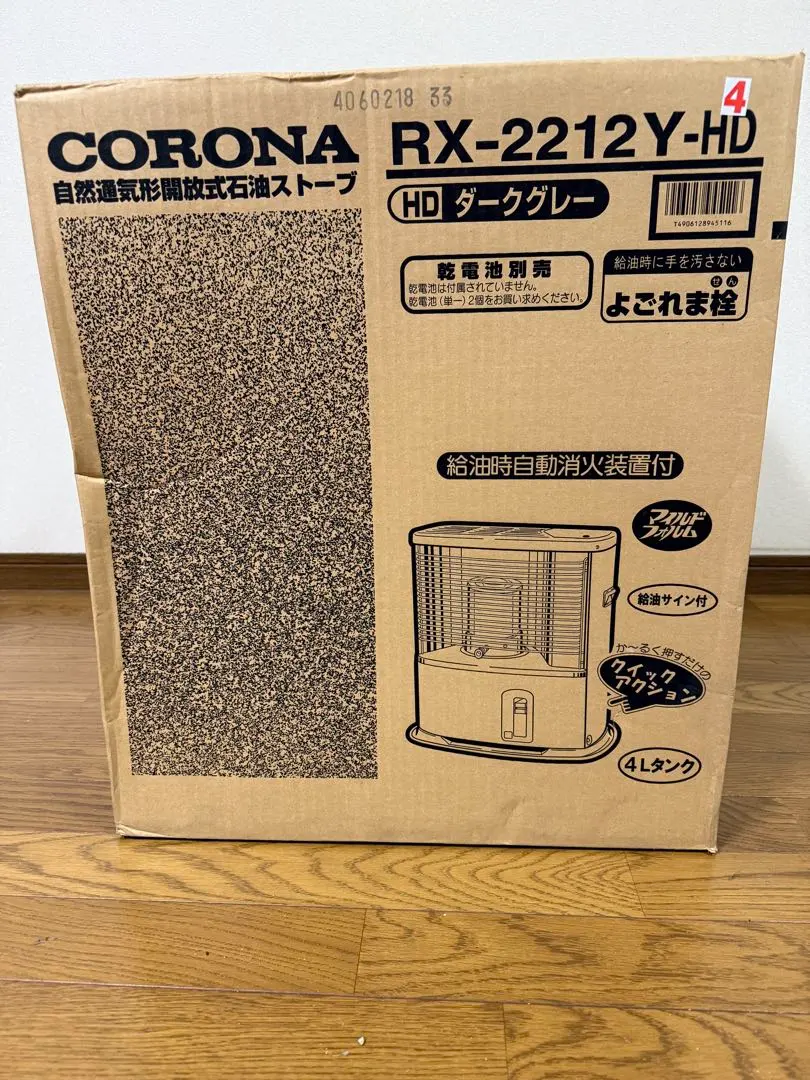 4060218 33
4
CORONA
自然通気形開放式石油ストーブ
RX-2212Y-HD
HD ダークグレー
T4906128945116
乾電池別売
乾電池は付属されていません。
乾電池(単一)2個をお買い求めください。
給油時に手を汚さない
ぜん
よごれま栓
給油時自動消火装置付
マイルド
フォルム
給油サイン付
か〜るく押すだけの
クイック
アクション
4Lタンク